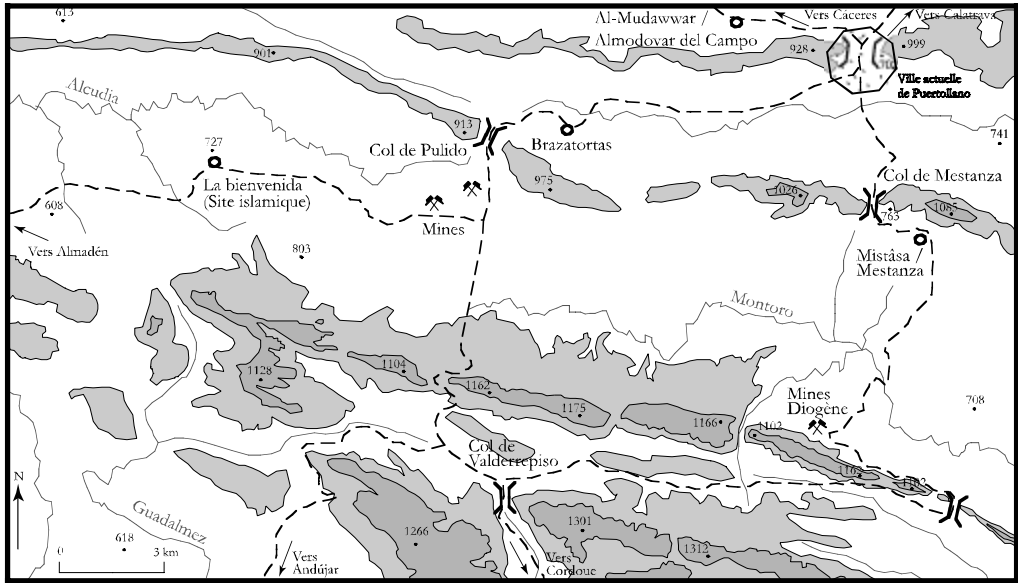 613
Al-Mudawwar /
Vers Cáceres
Vers Calatrava
Almodovar del Campo
901
928
999
Ville actuelle
de Puertollano
Alcudia
913
Col de Pulido
Brazatortas
741
727
La bienvenida
(Site islamique)
975
Col de Mestanza
1026
763
1085
608
Mines
Vers Almadén
803
Mistâsa /
Mestanza
Montoro
1128
1104
1162
1175
1166
Mines
Diogène
1102
708
Col de
Valderrepiso
N
Guadalmez
618
0
3 km
1266
1301
1312
Vers
Andújar
Vers
Cordoue